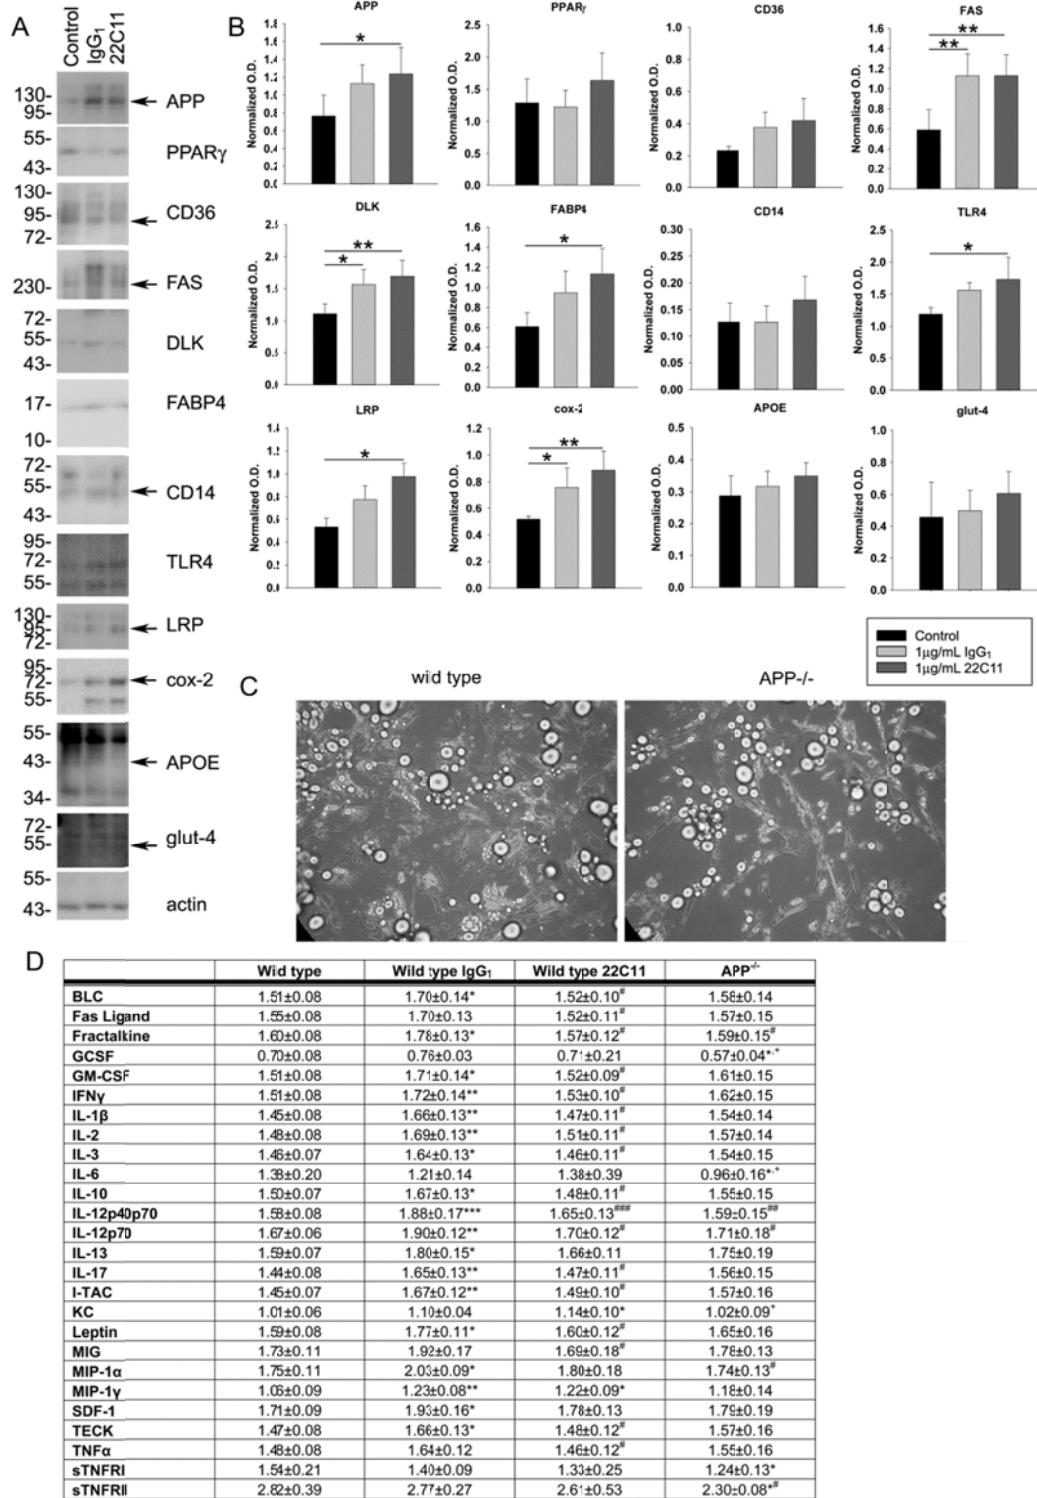 A
Control
IgG1
22C11
130-
95-
APP
55-
43-
PPARγ
130-
95-
72-
CD36
230-
FAS
72-
55-
43-
DLK
17-
10-
FABP4
72-
55-
43-
CD14
95-
72-
55-
TLR4
130-
95-
72-
LRP
95-
72-
55-
cox-2
55-
43-
34-
APOE
72-
55-
glut-4
55-
43-
actin
B
APP PPARγ CD36 FAS
Normalized O.D. Normalized O.D. Normalized O.D. Normalized O.D.
* ** **
DLK FABP4 CD14 TLR4
Normalized O.D. Normalized O.D. Normalized O.D. Normalized O.D.
** * * *
LRP cox-2 APOE glut-4
Normalized O.D. Normalized O.D. Normalized O.D. Normalized O.D.
* ** *
Control
1µg/mL IgG1
1µg/mL 22C11
C
wild type APP-/-
D
Wild type Wild type IgG1 Wild type 22C11 APP-/-
BLC 1.51±0.08 1.70±0.14* 1.52±0.10# 1.58±0.14
Fas Ligand 1.55±0.08 1.70±0.13 1.52±0.11# 1.57±0.15
Fractalkine 1.60±0.08 1.78±0.13* 1.57±0.12# 1.59±0.15#
GCSF 0.70±0.08 0.76±0.03 0.71±0.21 0.57±0.04*,+
GM-CSF 1.51±0.08 1.71±0.14* 1.52±0.09# 1.61±0.15
IFNγ 1.51±0.08 1.72±0.14** 1.53±0.10# 1.62±0.15
IL-1β 1.45±0.08 1.66±0.13** 1.47±0.11# 1.54±0.14
IL-2 1.48±0.08 1.69±0.13** 1.51±0.11# 1.57±0.14
IL-3 1.46±0.07 1.64±0.13* 1.46±0.11# 1.54±0.15
IL-6 1.38±0.20 1.21±0.14 1.38±0.39 0.96±0.16*,+
IL-10 1.50±0.07 1.67±0.13* 1.48±0.11# 1.55±0.15
IL-12p40p70 1.58±0.08 1.88±0.17*** 1.65±0.13### 1.59±0.15##
IL-12p70 1.67±0.06 1.90±0.12** 1.70±0.12# 1.71±0.18#
IL-13 1.59±0.07 1.80±0.15* 1.66±0.11 1.75±0.19
IL-17 1.44±0.08 1.65±0.13** 1.47±0.11# 1.56±0.15
I-TAC 1.45±0.07 1.67±0.12** 1.49±0.10# 1.57±0.16
KC 1.01±0.06 1.10±0.04 1.14±0.10* 1.02±0.09+
Leptin 1.59±0.08 1.77±0.11* 1.60±0.12# 1.65±0.16
MIG 1.73±0.11 1.92±0.17 1.69±0.18# 1.78±0.13
MIP-1α 1.75±0.11 2.03±0.09* 1.80±0.18 1.74±0.13#
MIP-1γ 1.06±0.09 1.23±0.08** 1.22±0.09* 1.18±0.14
SDF-1 1.71±0.09 1.93±0.16* 1.78±0.13 1.79±0.19
TECK 1.47±0.08 1.66±0.13* 1.48±0.12# 1.57±0.16
TNFα 1.48±0.08 1.64±0.12 1.46±0.12# 1.55±0.16
sTNFRI 1.54±0.21 1.40±0.09 1.33±0.25 1.24±0.13*
sTNFRII 2.82±0.39 2.77±0.27 2.61±0.53 2.30±0.08*#